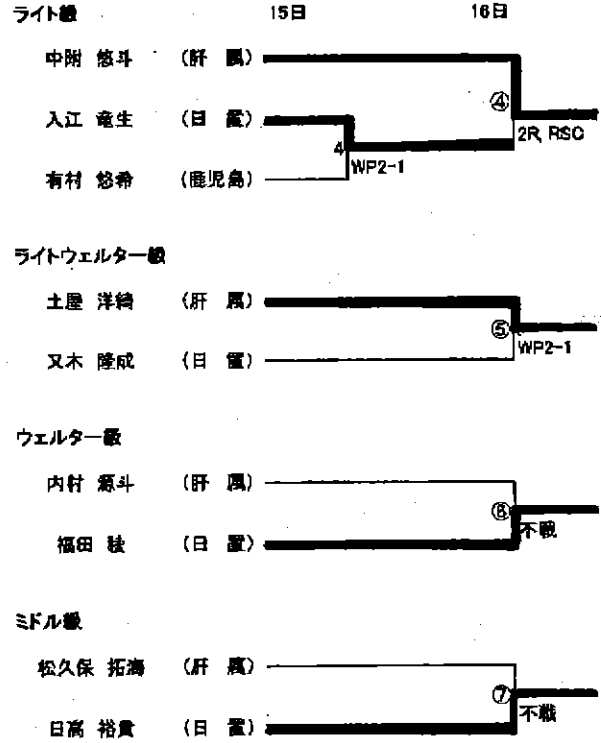 ライト級 15日 16日
中附 悠斗 (肝 属)
④
入江 竜生 (日 置)
2R, RSC
4
WP2-1
有村 悠希 (鹿児島)
ライトウェルター級
土屋 洋綺 (肝 属)
⑤
WP2-1
又木 隆成 (日 置)
ウェルター級
内村 源斗 (肝 属)
⑥
不戦
福田 (日 置)
ミドル級
松久保 拓海 (肝 属)
⑦
不戦
日高 裕貴 (日 置)